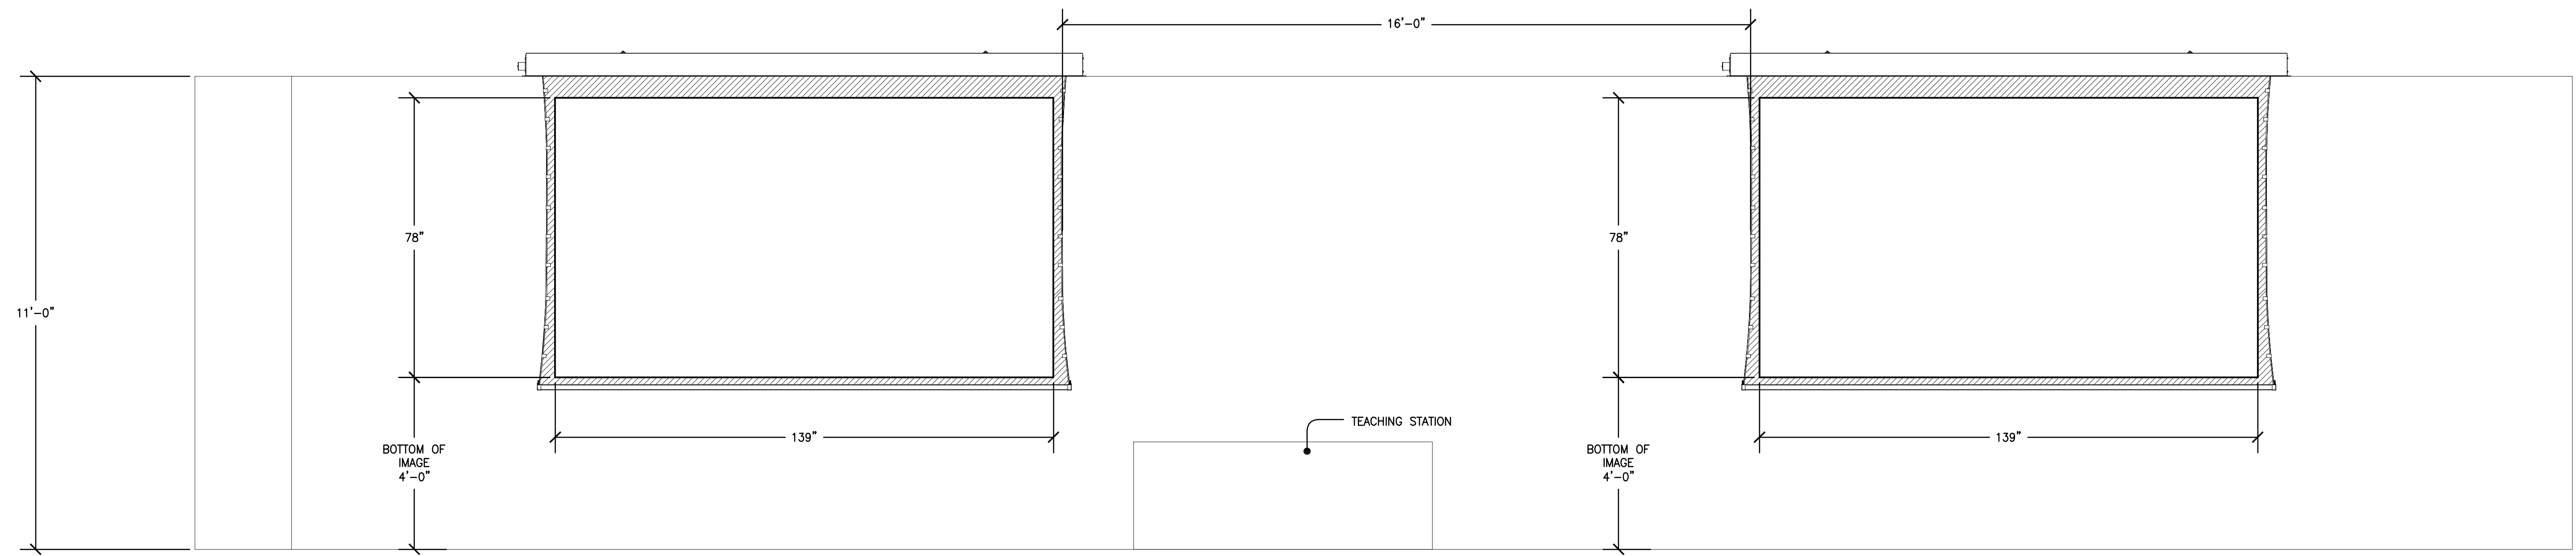 16'-0"
78"
78"
11'-0"
TEACHING STATION
139"
139"
BOTTOM OF
IMAGE
4'-0"
BOTTOM OF
IMAGE
4'-0"